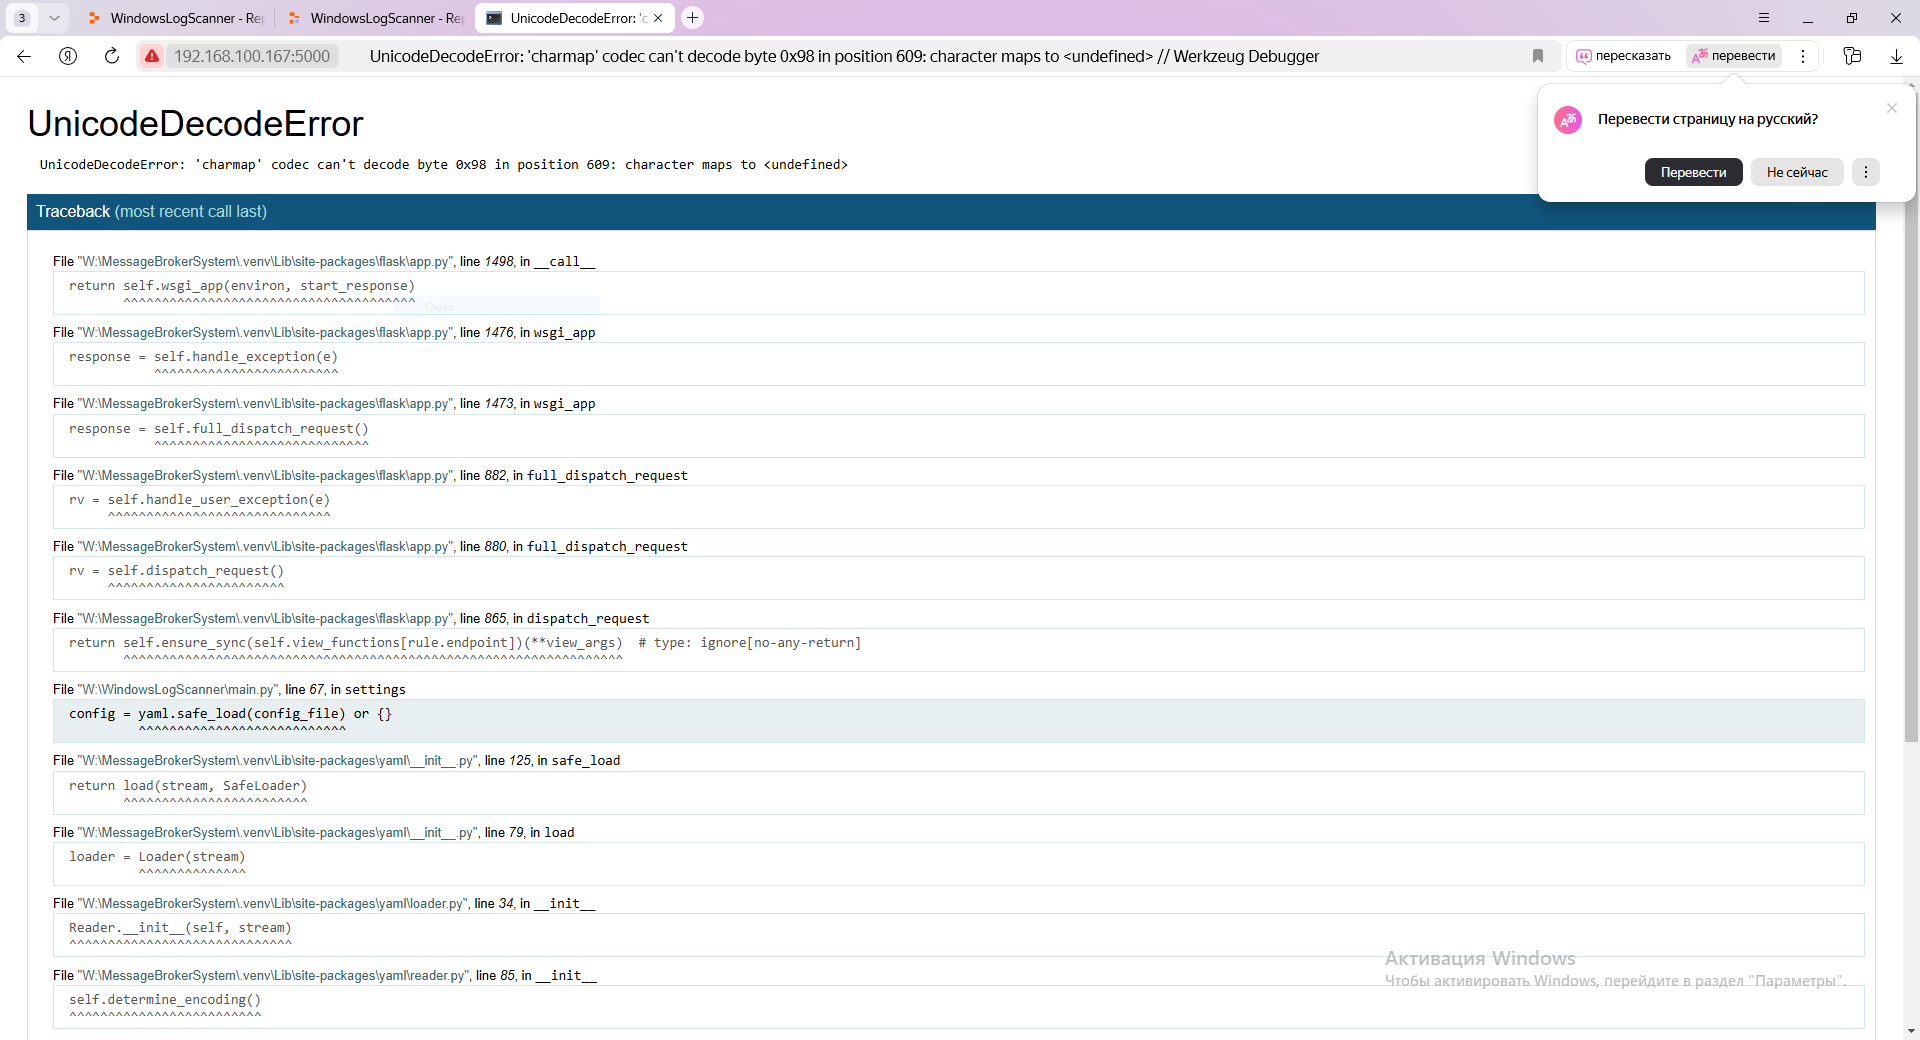 3
WindowsLogScanner - Re
WindowsLogScanner - Re
UnicodeDecodeError: '
192.168.100.167:5000
UnicodeDecodeError: 'charmap' codec can't decode byte 0x98 in position 609: character maps to <undefined> // Werkzeug Debugger
пересказать
перевести
Перевести страницу на русский?
Перевести
Не сейчас
UnicodeDecodeError
UnicodeDecodeError: 'charmap' codec can't decode byte 0x98 in position 609: character maps to <undefined>
Traceback (most recent call last)
File "W:\MessageBrokerSystem\.venv\Lib\site-packages\flask\app.py", line 1498, in __call__
return self.wsgi_app(environ, start_response)
^^^^^^^^^^^^^^^^^^^^^^^^^^^^^^^^^^^^^^
Окно
File "W:\MessageBrokerSystem\.venv\Lib\site-packages\flask\app.py", line 1476, in wsgi_app
response = self.handle_exception(e)
^^^^^^^^^^^^^^^^^^^^^^^^
File "W:\MessageBrokerSystem\.venv\Lib\site-packages\flask\app.py", line 1473, in wsgi_app
response = self.full_dispatch_request()
^^^^^^^^^^^^^^^^^^^^^^^^^^^^
File "W:\MessageBrokerSystem\.venv\Lib\site-packages\flask\app.py", line 882, in full_dispatch_request
rv = self.handle_user_exception(e)
^^^^^^^^^^^^^^^^^^^^^^^^^^^^^
File "W:\MessageBrokerSystem\.venv\Lib\site-packages\flask\app.py", line 880, in full_dispatch_request
rv = self.dispatch_request()
^^^^^^^^^^^^^^^^^^^^^^^
File "W:\MessageBrokerSystem\.venv\Lib\site-packages\flask\app.py", line 865, in dispatch_request
return self.ensure_sync(self.view_functions[rule.endpoint])(**view_args)  # type: ignore[no-any-return]
^^^^^^^^^^^^^^^^^^^^^^^^^^^^^^^^^^^^^^^^^^^^^^^^^^^^^^^^^^^^^^^^^
File "W:\WindowsLogScanner\main.py", line 67, in settings
config = yaml.safe_load(config_file) or {}
^^^^^^^^^^^^^^^^^^^^^^^^^^^
File "W:\MessageBrokerSystem\.venv\Lib\site-packages\yaml\__init__.py", line 125, in safe_load
return load(stream, SafeLoader)
^^^^^^^^^^^^^^^^^^^^^^^^
File "W:\MessageBrokerSystem\.venv\Lib\site-packages\yaml\__init__.py", line 79, in load
loader = Loader(stream)
^^^^^^^^^^^^^^
File "W:\MessageBrokerSystem\.venv\Lib\site-packages\yaml\loader.py", line 34, in __init__
Reader.__init__(self, stream)
^^^^^^^^^^^^^^^^^^^^^^^^^^^^^
File "W:\MessageBrokerSystem\.venv\Lib\site-packages\yaml\reader.py", line 85, in __init__
self.determine_encoding()
^^^^^^^^^^^^^^^^^^^^^^^^^
Активация Windows
Чтобы активировать Windows, перейдите в раздел "Параметры".